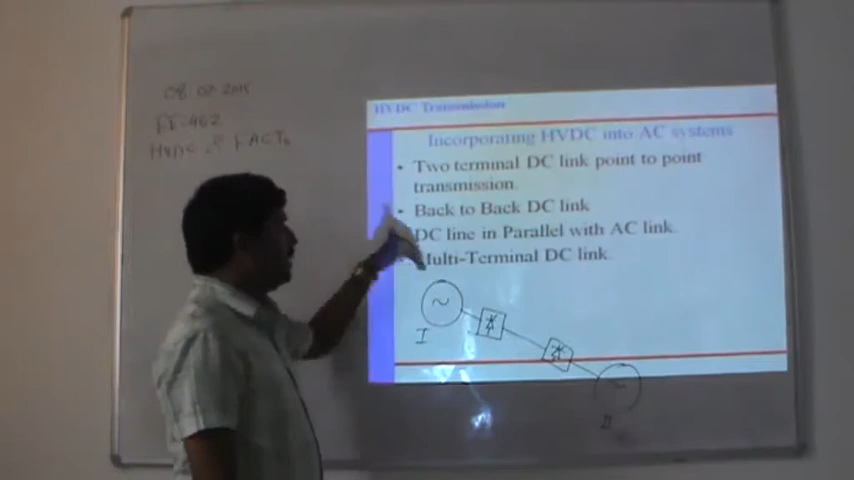 08.02.2015
EE-462
HVDC & FACTs
HVDC Transmission
Incorporating HVDC into AC systems
• Two terminal DC link point to point
transmission.
• Back to Back DC link
DC line in Parallel with AC link.
Multi-Terminal DC link.
I
II